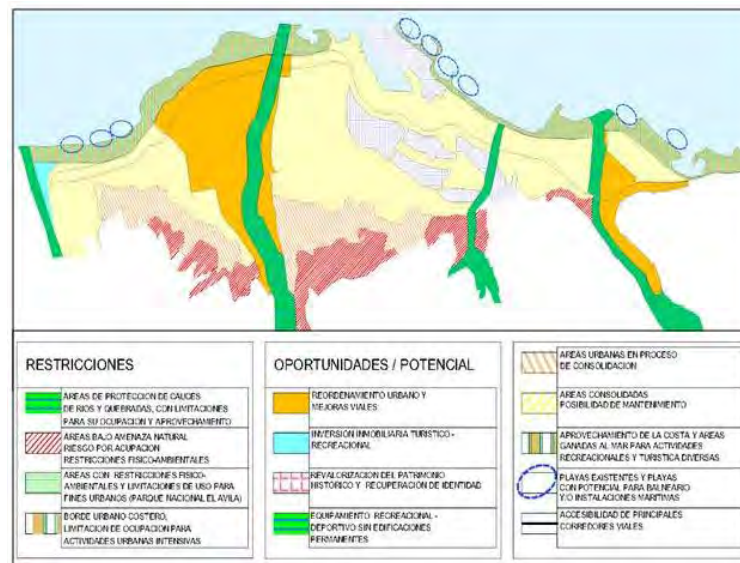 RESTRICCIONES
AREAS DE PROTECCION DE CAUCES
DE RIOS Y QUEBRADAS, CON LIMITACIONES
PARA SU OCUPACION Y APROVECHAMIENTO
AREAS BAJO AMENAZA NATURAL
RIESGO POR ACUPACION
RESTRICCIONES FISICO-AMBIENTALES
AREAS CON RESTRICCIONES FISICO-
AMBIENTALES Y LIMITACIONES DE USO PARA
FINES URBANOS (PARQUE NACIONAL EL AVILA)
BORDE URBANO COSTERO,
LIMITACION DE OCUPACION PARA
ACTIVIDADES URBANAS INTENSIVAS
OPORTUNIDADES / POTENCIAL
REORDENAMIENTO URBANO Y
MEJORAS VIALES
INVERSION INMOBILIARIA TURISTICO -
RECREACIONAL
REVALORIZACION DEL PATRIMONIO
HISTORICO Y RECUPERACION DE IDENTIDAD
EQUIPAMIENTO RECREACIONAL -
DEPORTIVO SIN EDIFICACIONES
PERMANENTES
AREAS URBANAS EN PROCESO
DE CONSOLIDACION
AREAS CONSOLIDADAS
POSIBILIDAD DE MANTENIMIENTO
APROVECHAMIENTO DE LA COSTA Y AREAS
GANADAS AL MAR PARA ACTIVIDADES
RECREACIONALES Y TURISTICA DIVERSAS
PLAYAS EXISTENTES Y PLAYAS
CON POTENCIAL PARA BALNEARIO
Y/O INSTALACIONES MARITIMAS
ACCESIBILIDAD DE PRINCIPALES
CORREDORES VIALES